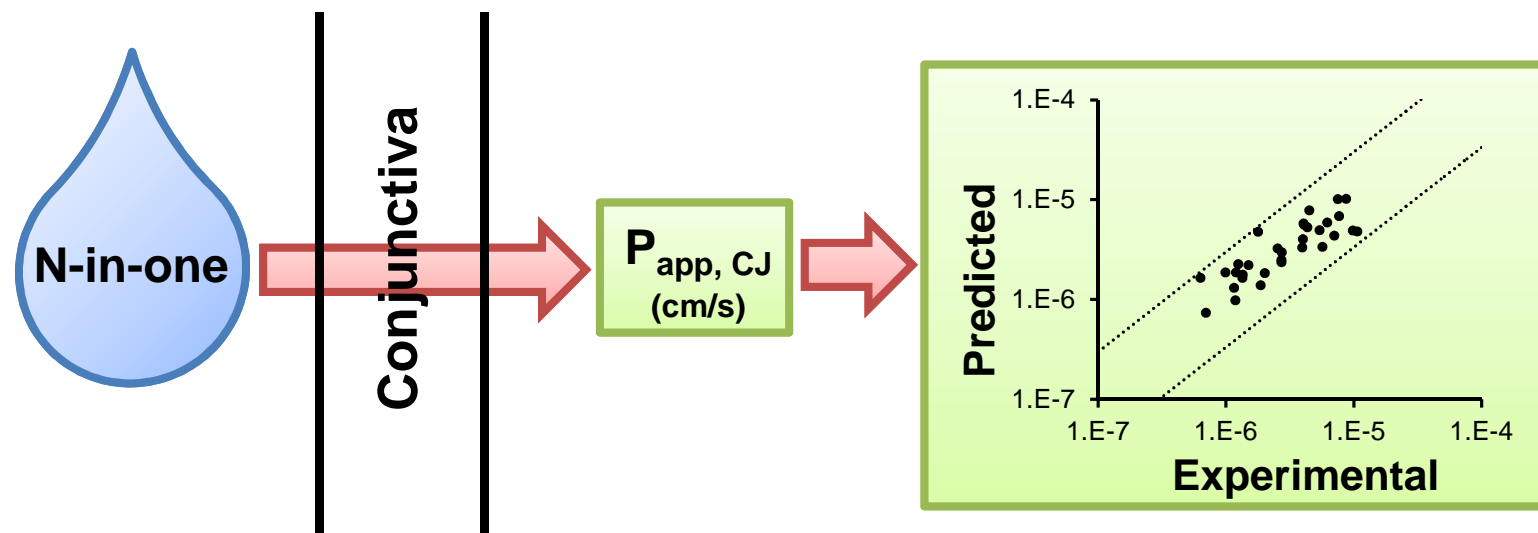 N-in-one
Conjunctiva
P app, CJ
(cm/s)
Predicted
1.E-4
1.E-5
1.E-6
1.E-7
1.E-7 1.E-6 1.E-5 1.E-4
Experimental